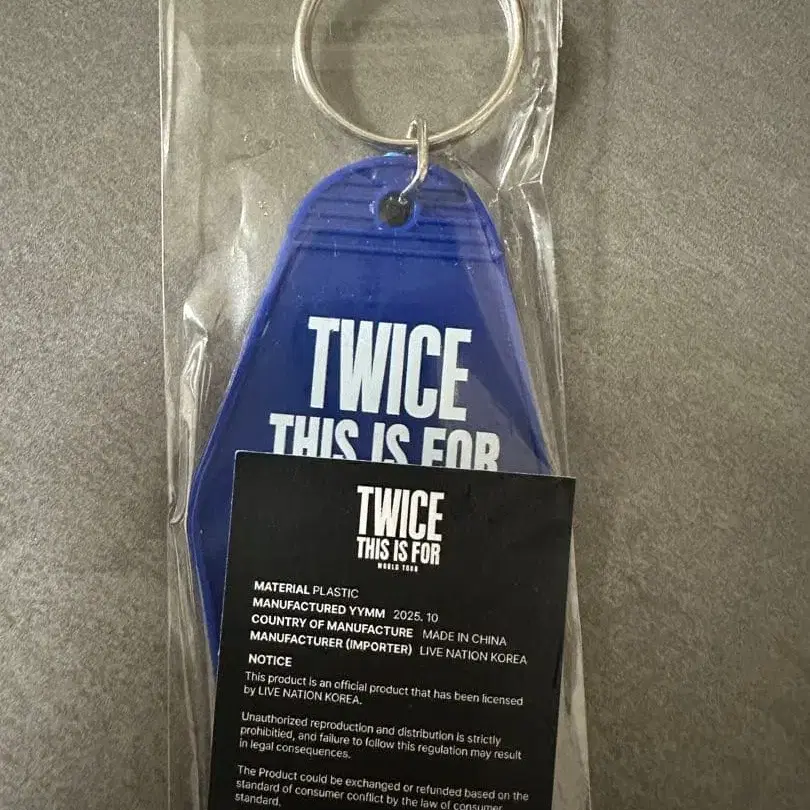 TWICE
THIS IS FOR
TWICE
THIS IS FOR
WORLD TOUR
MATERIAL PLASTIC
MANUFACTURED YYMM 2025. 10
COUNTRY OF MANUFACTURE MADE IN CHINA
MANUFACTURER (IMPORTER) LIVE NATION KOREA
NOTICE
This product is an official product that has been licensed
by LIVE NATION KOREA.
Unauthorized reproduction and distribution is strictly
prohibitied, and failure to follow this regulation may result
in legal consequences.
The Product could be exchanged or refunded based on the
standard of consumer conflict by the law of consumer
standard.